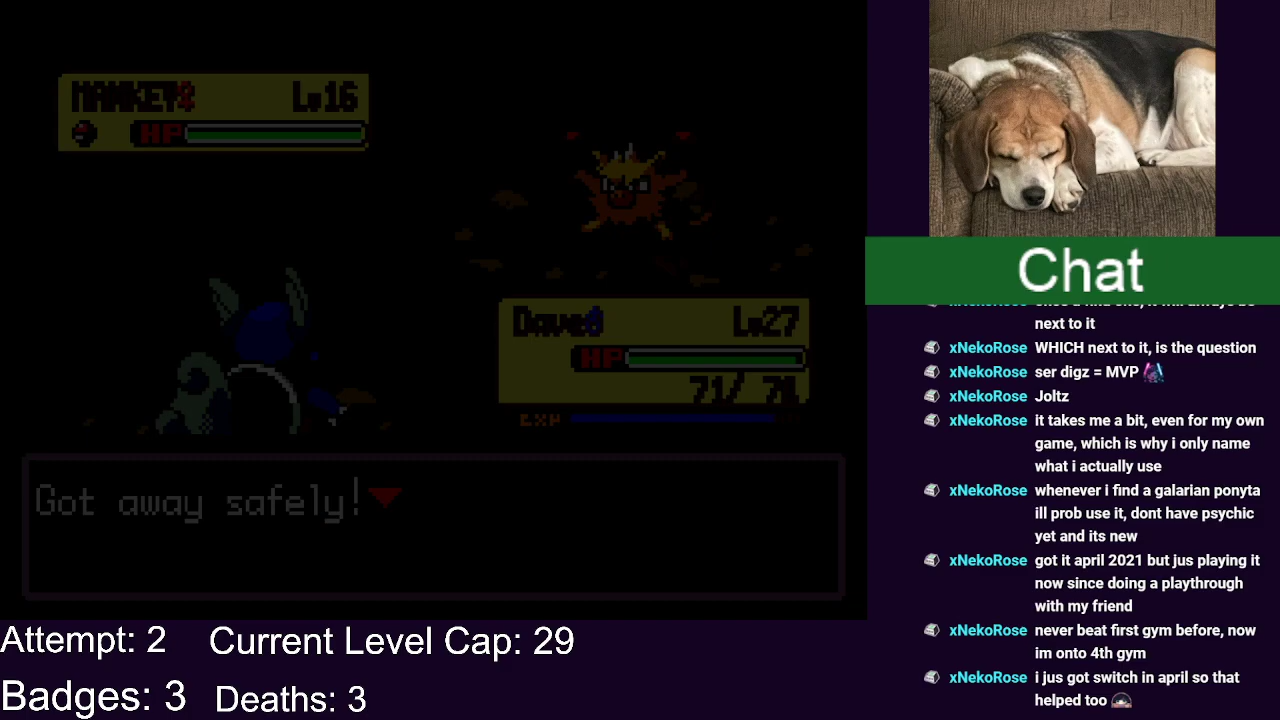 MANKEY♀ Lv16
HP
Dave♂ Lv27
HP
71/
EXP
Got away safely!
Attempt: 2 Current Level Cap: 29
Badges: 3 Deaths: 3
Chat
next to it
xNekoRose WHICH next to it, is the question
xNekoRose ser digz = MVP
xNekoRose Joltz
xNekoRose it takes me a bit, even for my own
game, which is why i only name
what i actually use
xNekoRose whenever i find a galarian ponyta
ill prob use it, dont have psychic
yet and its new
xNekoRose got it april 2021 but jus playing it
now since doing a playthrough
with my friend
xNekoRose never beat first gym before, now
im onto 4th gym
xNekoRose i jus got switch in april so that
helped too